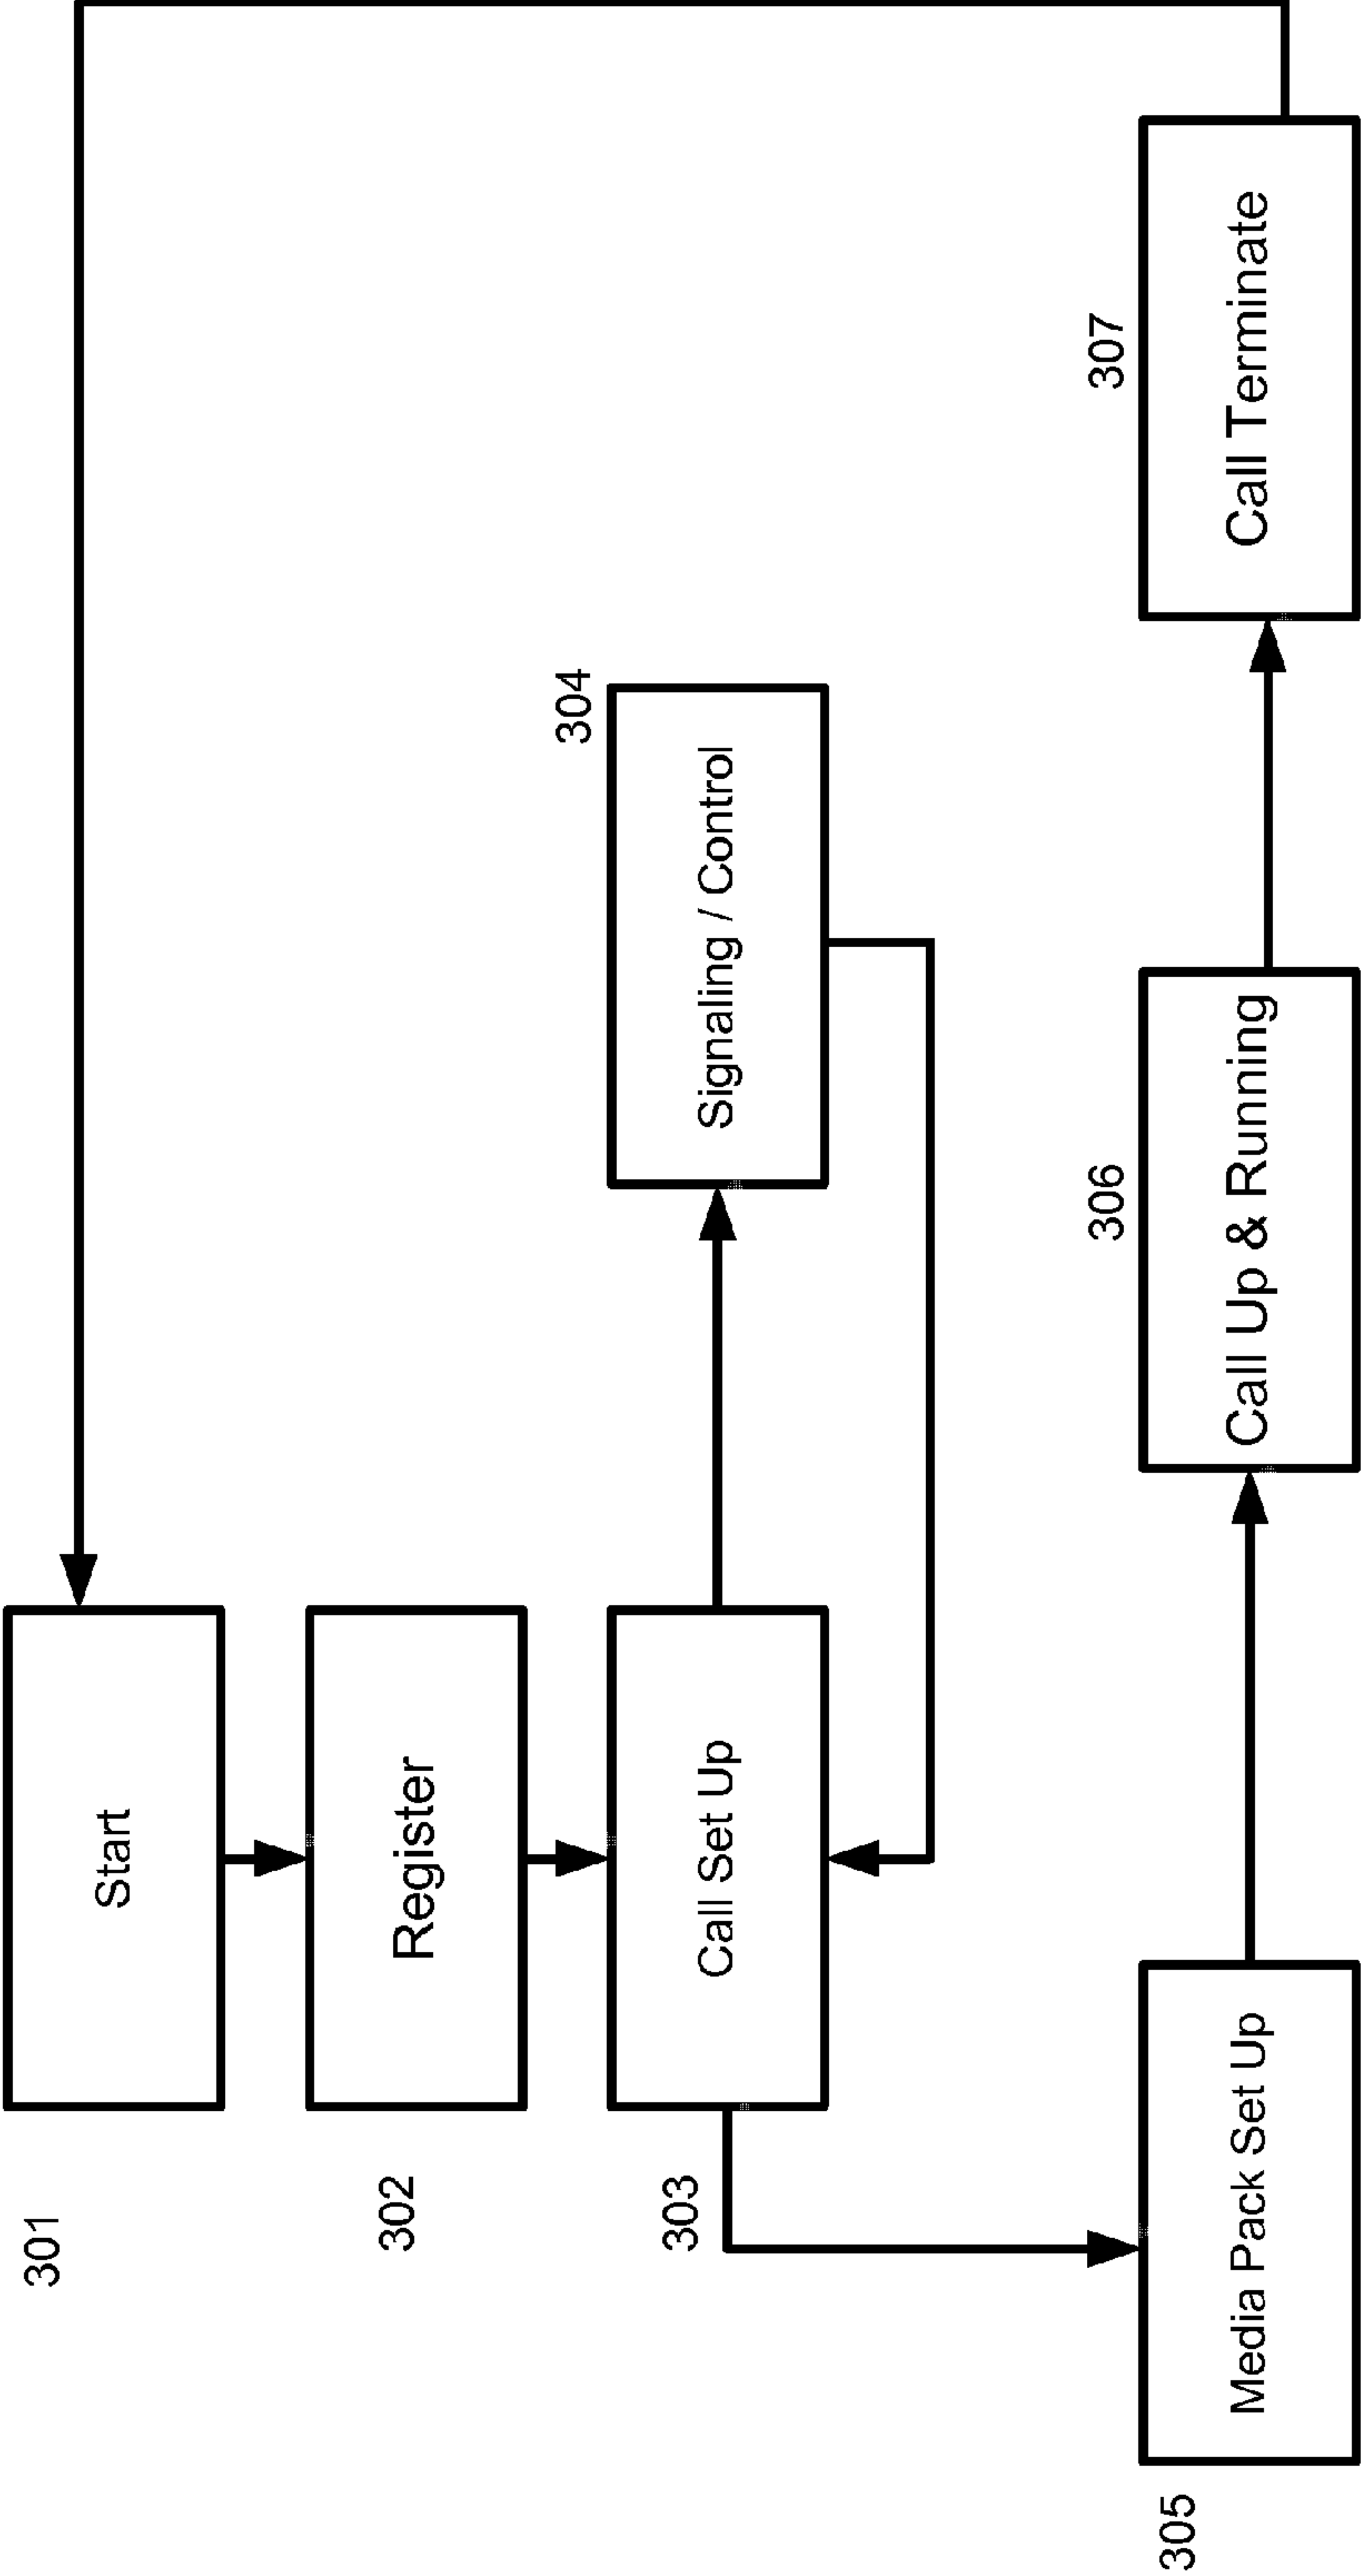 301
Start
302
Register
303
Call Set Up
304
Signaling / Control
305
Media Pack Set Up
306
Call Up & Running
307
Call Terminate